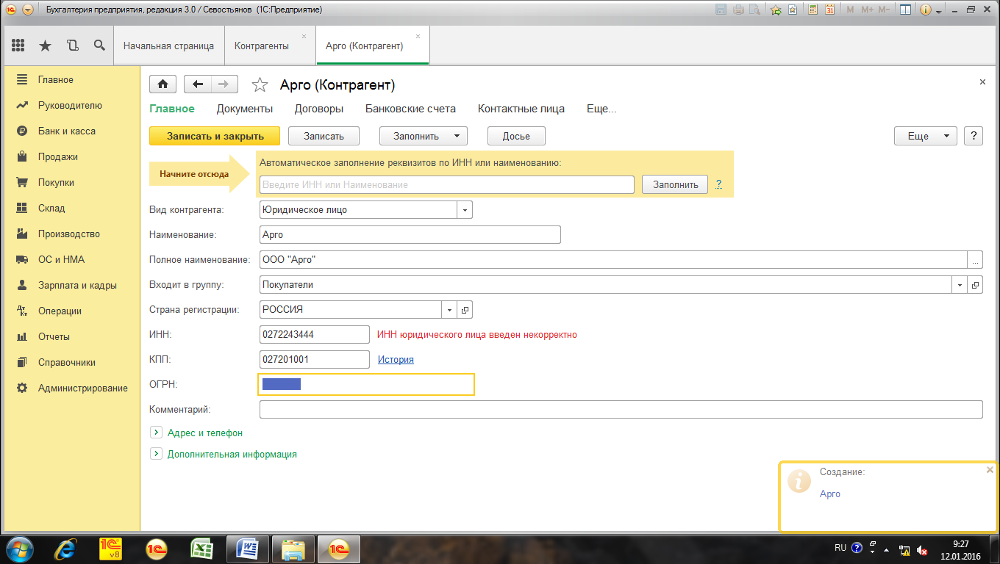 Бухгалтерия предприятия, редакция 3.0 / Севостьянов (1С:Предприятие)
M M+ M-
Начальная страница
Контрагенты
Арго (Контрагент)
Главное
Руководителю
Банк и касса
Продажи
Покупки
Склад
Производство
ОС и НМА
Зарплата и кадры
Операции
Отчеты
Справочники
Администрирование
Арго (Контрагент)
Главное Документы Договоры Банковские счета Контактные лица Еще...
Записать и закрыть Записать Заполнить Досье Еще ?
Начните отсюда
Автоматическое заполнение реквизитов по ИНН или наименованию:
Введите ИНН или Наименование Заполнить ?
Вид контрагента: Юридическое лицо
Наименование: Арго
Полное наименование: ООО "Арго" ...
Входит в группу: Покупатели
Страна регистрации: РОССИЯ
ИНН: 0272243444 ИНН юридического лица введен некорректно
КПП: 027201001 История
ОГРН:
Комментарий:
Адрес и телефон
Дополнительная информация
Создание:
Арго
1С v8
RU
9:27
12.01.2016